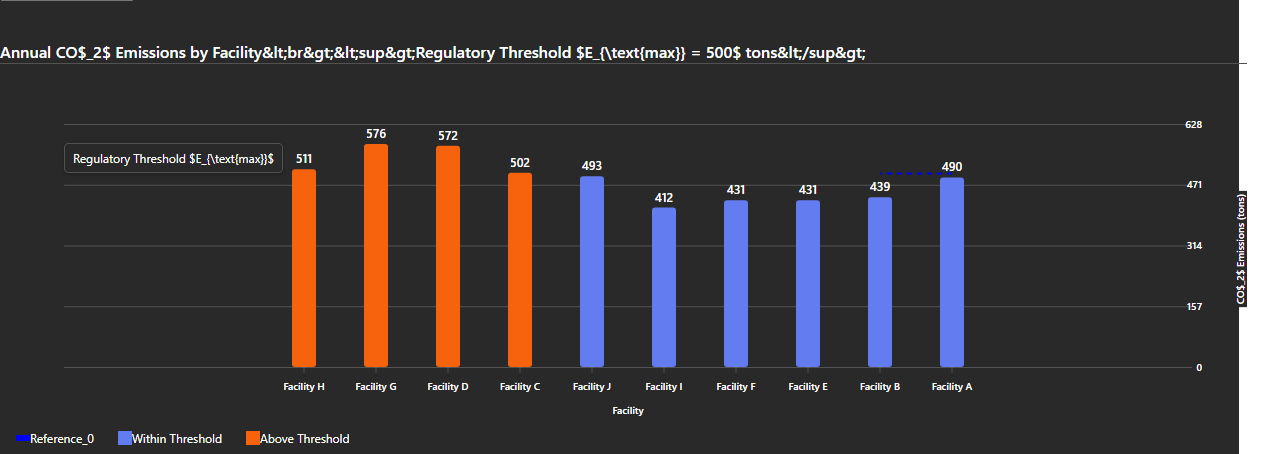 Annual CO$_2$ Emissions by Facility&lt;br&gt;&lt;sup&gt;Regulatory Threshold $E_{\text{max}} = 500$ tons&lt;/sup&gt;
628
576
572
Regulatory Threshold $E_{\text{max}}$
511
502
493
490
471
412
431
431
439
314
CO$_2$ Emissions (tons)
157
0
Facility H
Facility G
Facility D
Facility C
Facility J
Facility I
Facility F
Facility E
Facility B
Facility A
Facility
Reference_0
Within Threshold
Above Threshold